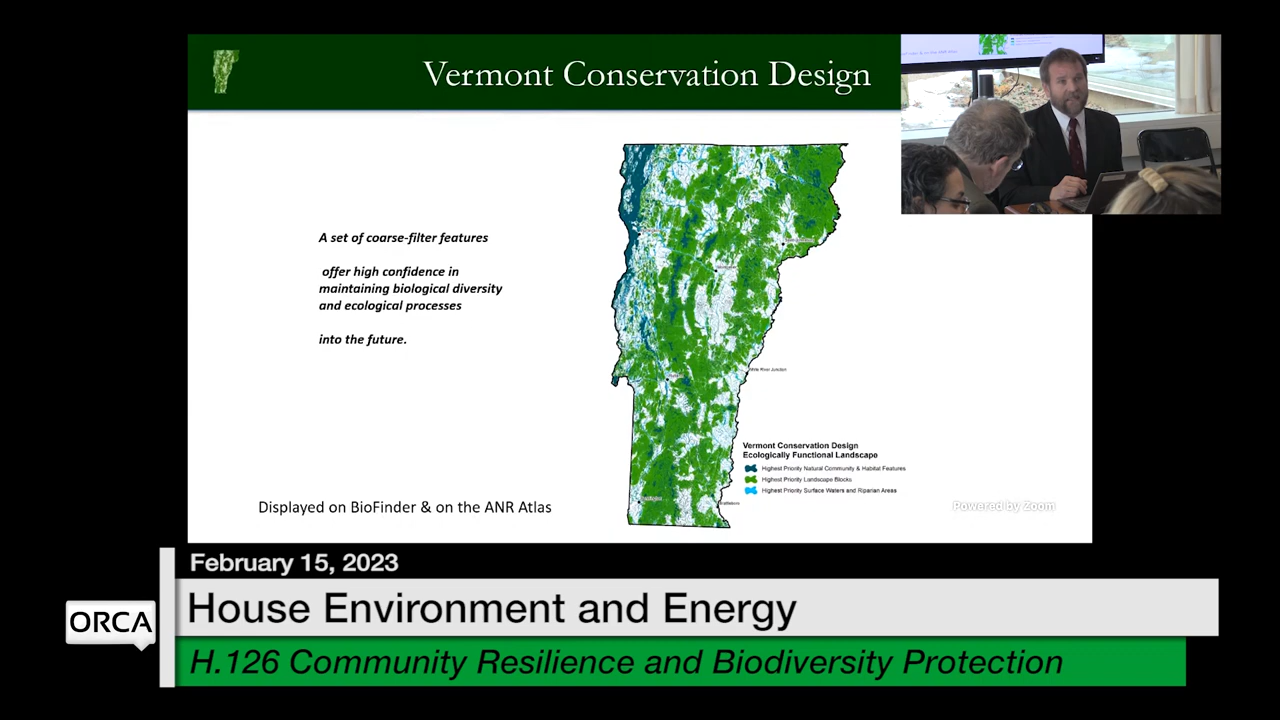 Vermont Conservation Design
A set of coarse-filter features
offer high confidence in
maintaining biological diversity
and ecological processes
into the future.
White River Junction
Vermont Conservation Design
Ecologically Functional Landscape
Highest Priority Natural Community & Habitat Features
Highest Priority Landscape Blocks
Highest Priority Surface Waters and Riparian Areas
Displayed on BioFinder & on the ANR Atlas
Powered by Zoom
February 15, 2023
House Environment and Energy
ORCA
H.126 Community Resilience and Biodiversity Protection